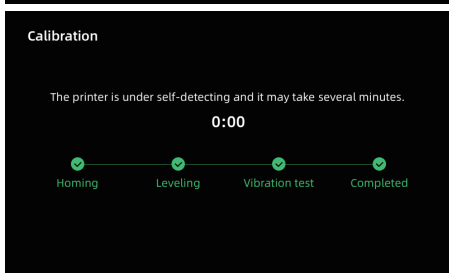 Calibration
The printer is under self-detecting and it may take several minutes.
0:00
Homing Leveling Vibration test Completed